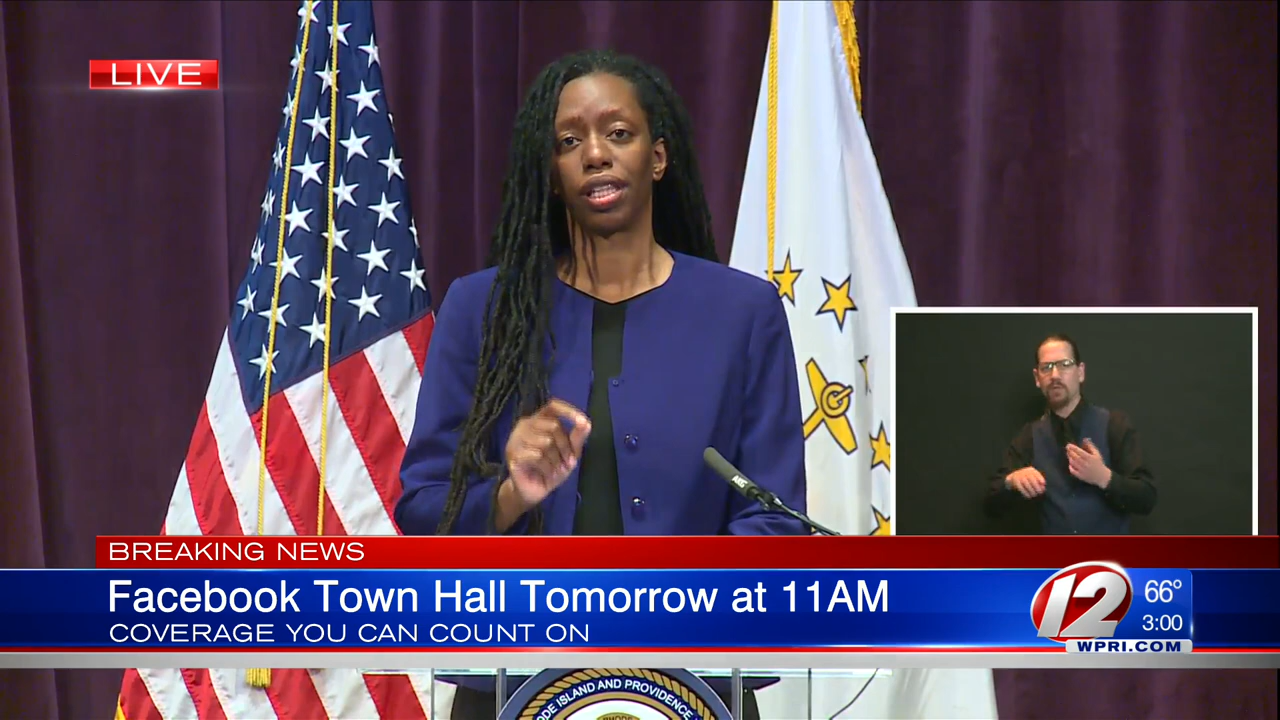 LIVE
BREAKING NEWS
Facebook Town Hall Tomorrow at 11AM
COVERAGE YOU CAN COUNT ON
12
66°
3:00
WPRI.COM
ISLAND AND PROVIDENCE